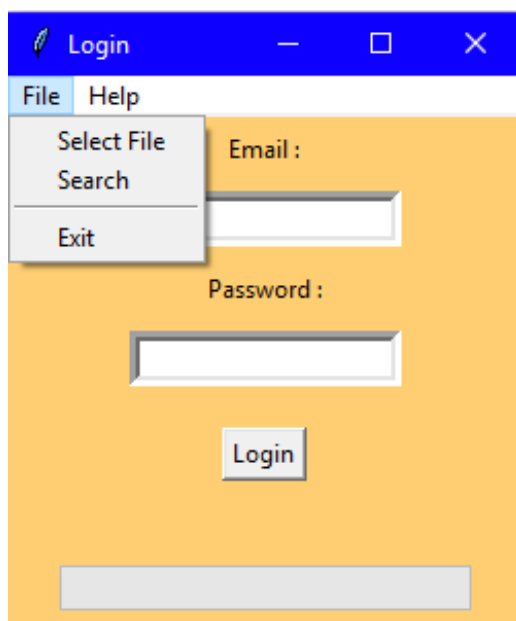 Login
File Help
Select File
Email :
Search
Exit
Password :
Login